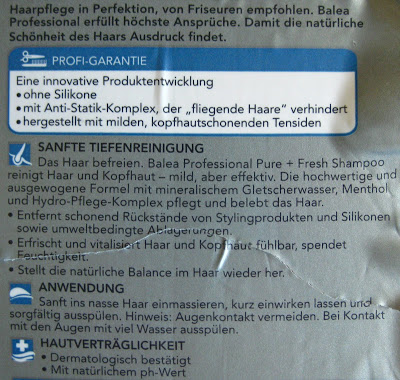 Haarpflege in Perfektion, von Friseuren empfohlen. Balea
Professional erfüllt höchste Ansprüche. Damit die natürliche
Schönheit des Haars Ausdruck findet.
PROFI-GARANTIE
Eine innovative Produktentwicklung
• ohne Silikone
• mit Anti-Statik-Komplex, der „fliegende Haare“ verhindert
• hergestellt mit milden, kopfhautschonenden Tensiden
SANFTE TIEFENREINIGUNG
Das Haar befreien. Balea Professional Pure + Fresh Shampoo
reinigt Haar und Kopfhaut – mild, aber effektiv. Die hochwertige und
ausgewogene Formel mit mineralischem Gletscherwasser, Menthol
und Hydro-Pflege-Komplex pflegt und belebt das Haar.
• Entfernt schonend Rückstände von Stylingprodukten und Silikonen
sowie umweltbedingte Ablagerungen.
• Erfrischt und vitalisiert Haar und Kopfhaut fühlbar, spendet
Feuchtigkeit.
• Stellt die natürliche Balance im Haar wieder her.
ANWENDUNG
Sanft ins nasse Haar einmassieren, kurz einwirken lassen und
sorgfältig ausspülen. Hinweis: Augenkontakt vermeiden. Bei Kontakt
mit den Augen mit viel Wasser ausspülen.
HAUTVERTRÄGLICHKEIT
• Dermatologisch bestätigt
• Mit natürlichem ph-Wert